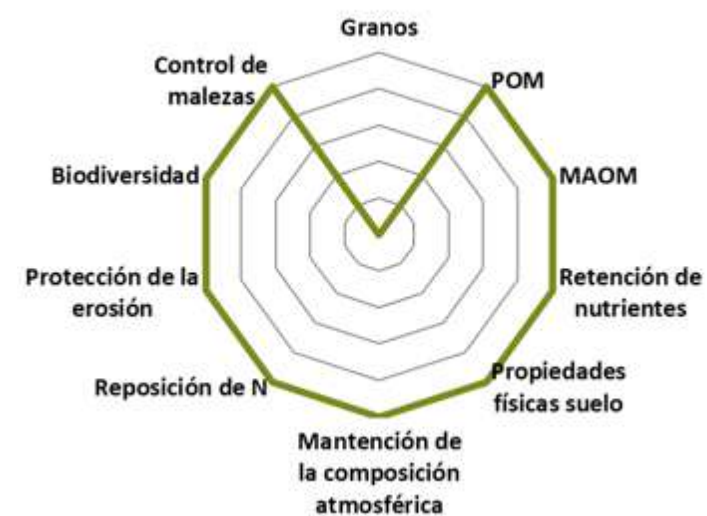 Granos
POM
MAOM
Retención de
nutrientes
Propiedades
físicas suelo
Mantención de
la composición
atmosférica
Reposición de N
Protección de la
erosión
Biodiversidad
Control de
malezas